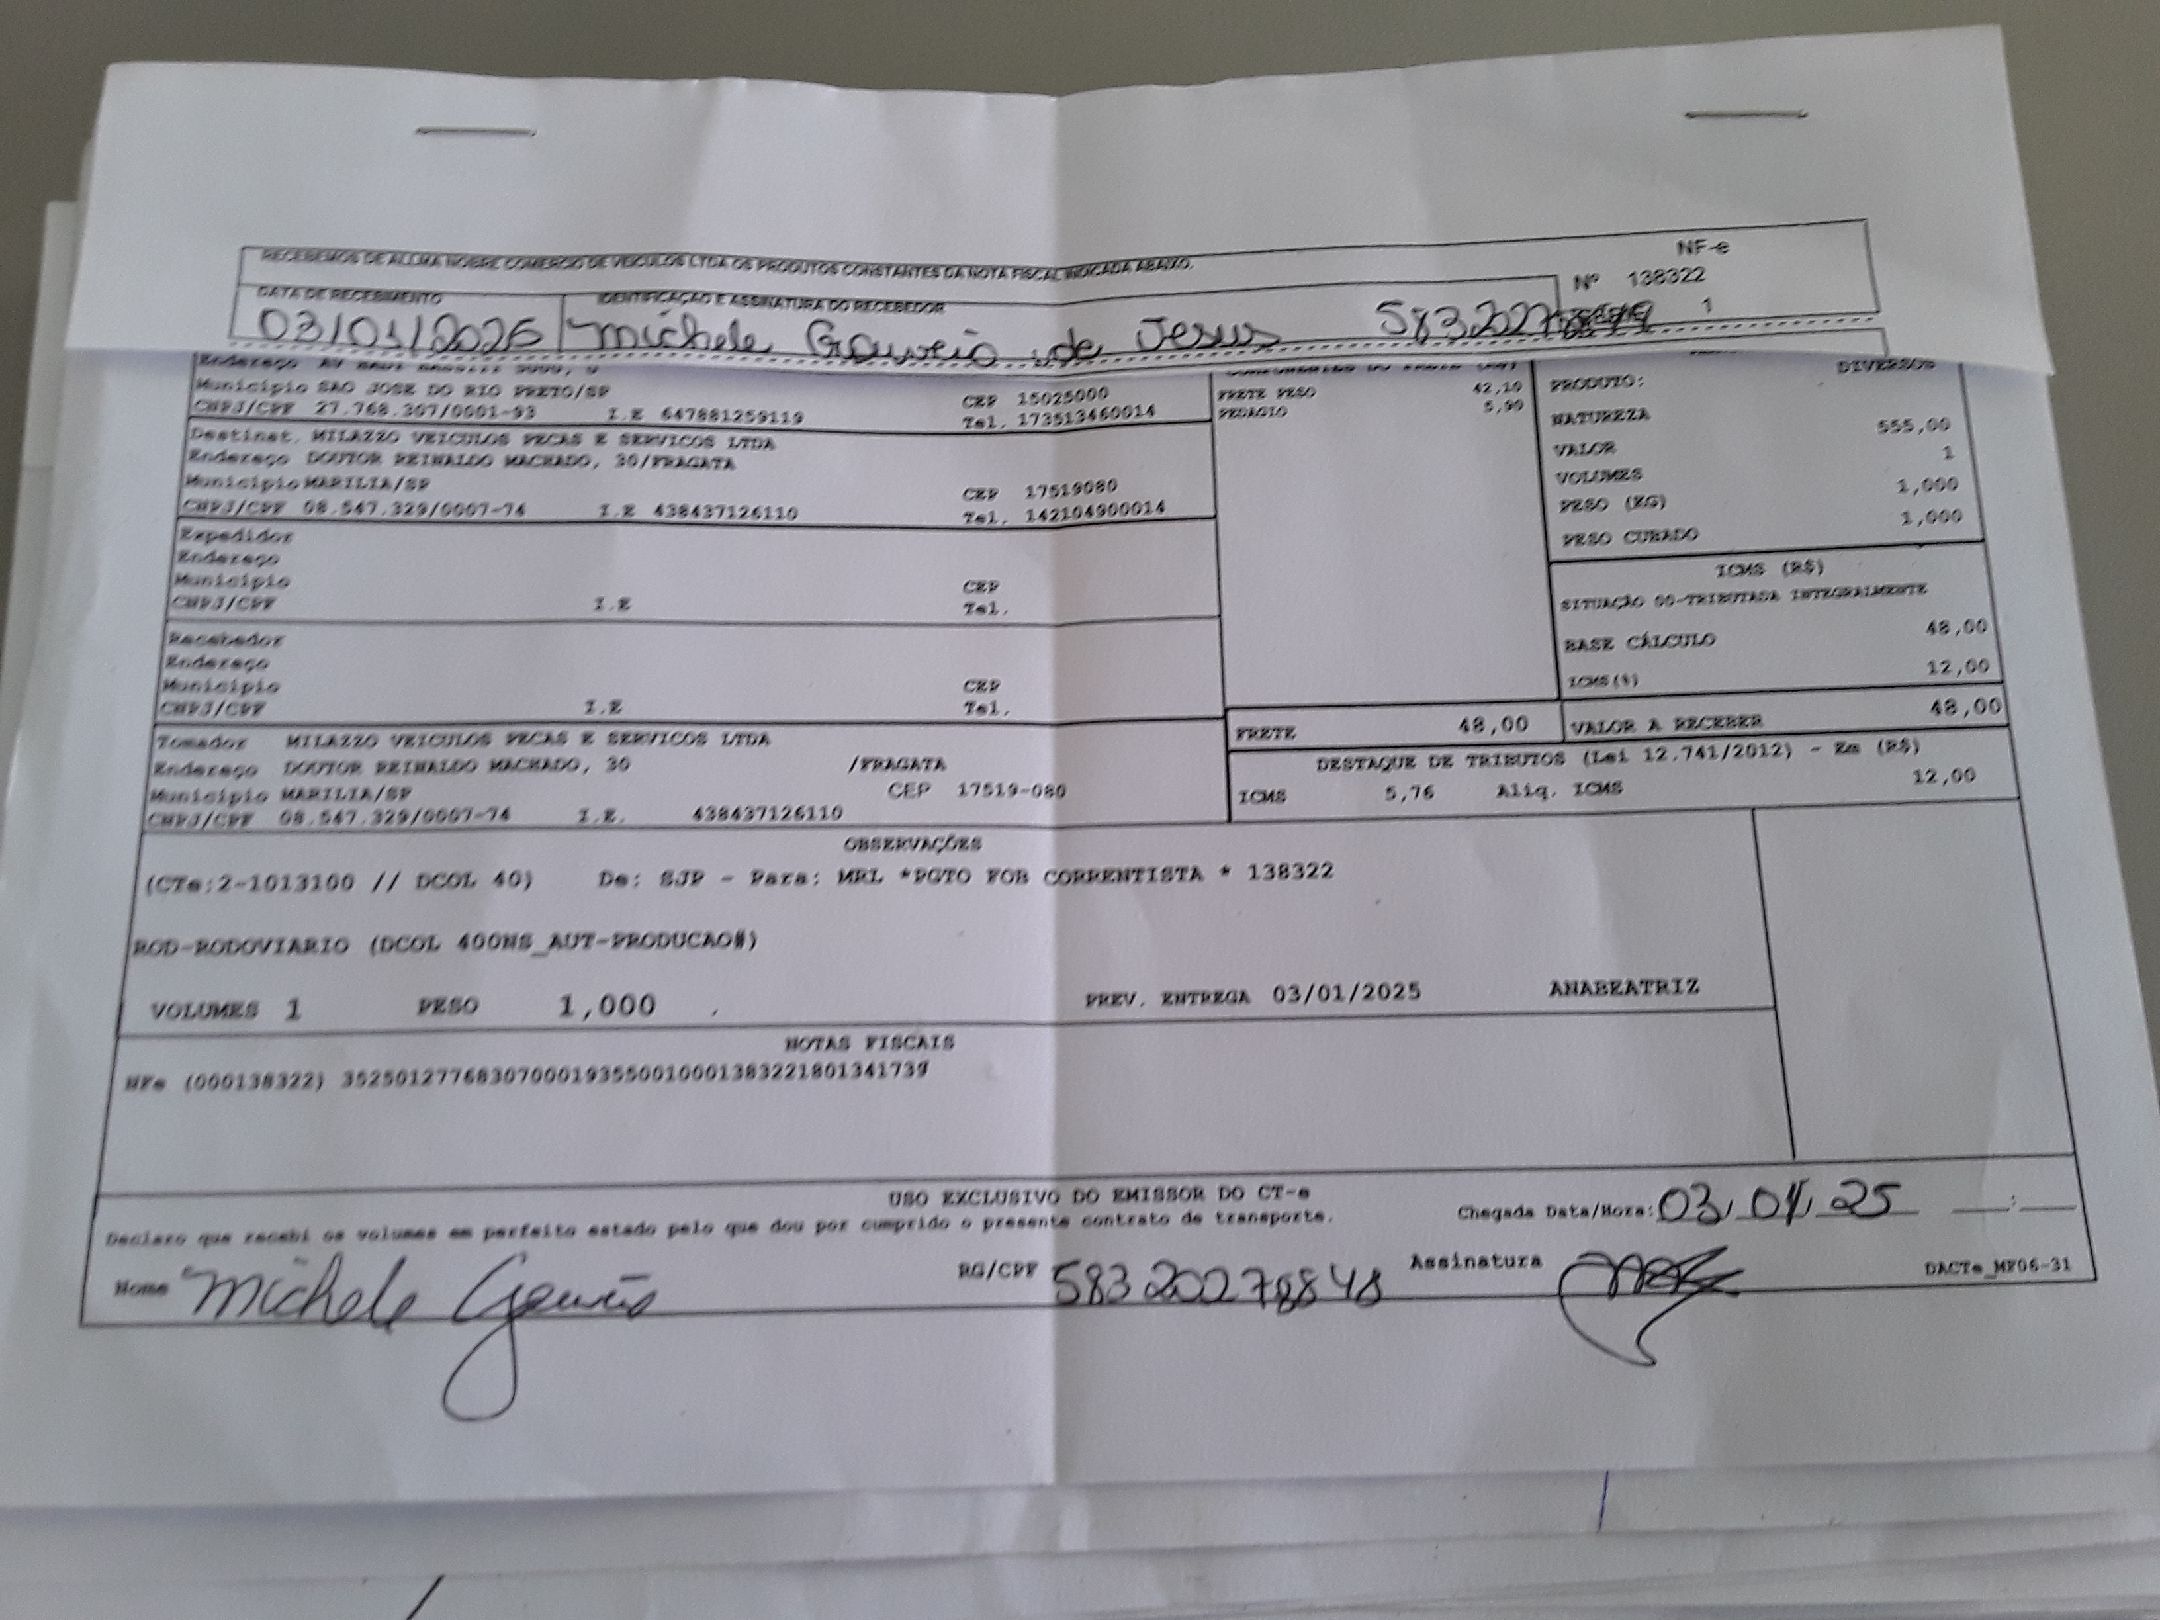 RECEBEMOS DE ALLMA NOBRE COMERCIO DE VEICULOS LTDA OS PRODUTOS CONSTANTES DA NOTA FISCAL INDICADA ABAIXO.
NF-e
Nº 138322
1
DATA DE RECEBIMENTO IDENTIFICAÇÃO E ASSINATURA DO RECEBEDOR
03/01/2025 Michele Gouveia de Jesus 583202278
Endereço AV
Município SAO JOSE DO RIO PRETO/SP CEP 15025000
CNPJ/CPF 27.768.307/0001-93 I.E 647881259119 Tel. 173513460014
FRETE PESO 42,10
PEDAGIO 5,90
DIVERSOS
PRODUTO:
NATUREZA
VALOR 555,00
VOLUMES 1
PESO (KG) 1,000
PESO CUBADO 1,000
Destinat. MILAZZO VEICULOS PECAS E SERVICOS LTDA
Endereço DOUTOR REINALDO MACHADO, 30/FRAGATA
Município MARILIA/SP CEP 17519080
CNPJ/CPF 08.547.329/0007-74 I.E 438437126110 Tel. 142104900014
Expedidor
Endereço
Município CEP
CNPJ/CPF I.E Tel.
ICMS (R$)
SITUAÇÃO 00-TRIBUTADA INTEGRALMENTE
BASE CÁLCULO 48,00
ICMS(%) 12,00
Recebedor
Endereço
Município CEP
CNPJ/CPF I.E Tel.
FRETE 48,00 VALOR A RECEBER 48,00
Tomador MILAZZO VEICULOS PECAS E SERVICOS LTDA
Endereço DOUTOR REINALDO MACHADO, 30 /FRAGATA
Município MARILIA/SP CEP 17519-080
CNPJ/CPF 08.547.329/0007-74 I.E. 438437126110
DESTAQUE DE TRIBUTOS (Lei 12.741/2012) - Em (R$)
ICMS 5,76 Aliq. ICMS 12,00
OBSERVAÇÕES
(CTe:2-1013100 // DCOL 40) De: SJP - Para: MRL *PGTO FOB CORRENTISTA * 138322
ROD-RODOVIARIO (DCOL 400NS_AUT-PRODUCAO#)
VOLUMES 1 PESO 1,000 PREV. ENTREGA 03/01/2025 ANABEATRIZ
NOTAS FISCAIS
NFe (000138322) 35250127768307000193550010001383221801341739
USO EXCLUSIVO DO EMISSOR DO CT-e
Declaro que recebi os volumes em perfeito estado pelo que dou por cumprido o presente contrato de transporte. Chegada Data/Hora: 03/01/25 __:__
Nome Michele Gouveia RG/CPF 58320278848 Assinatura DACTe_MF06-31